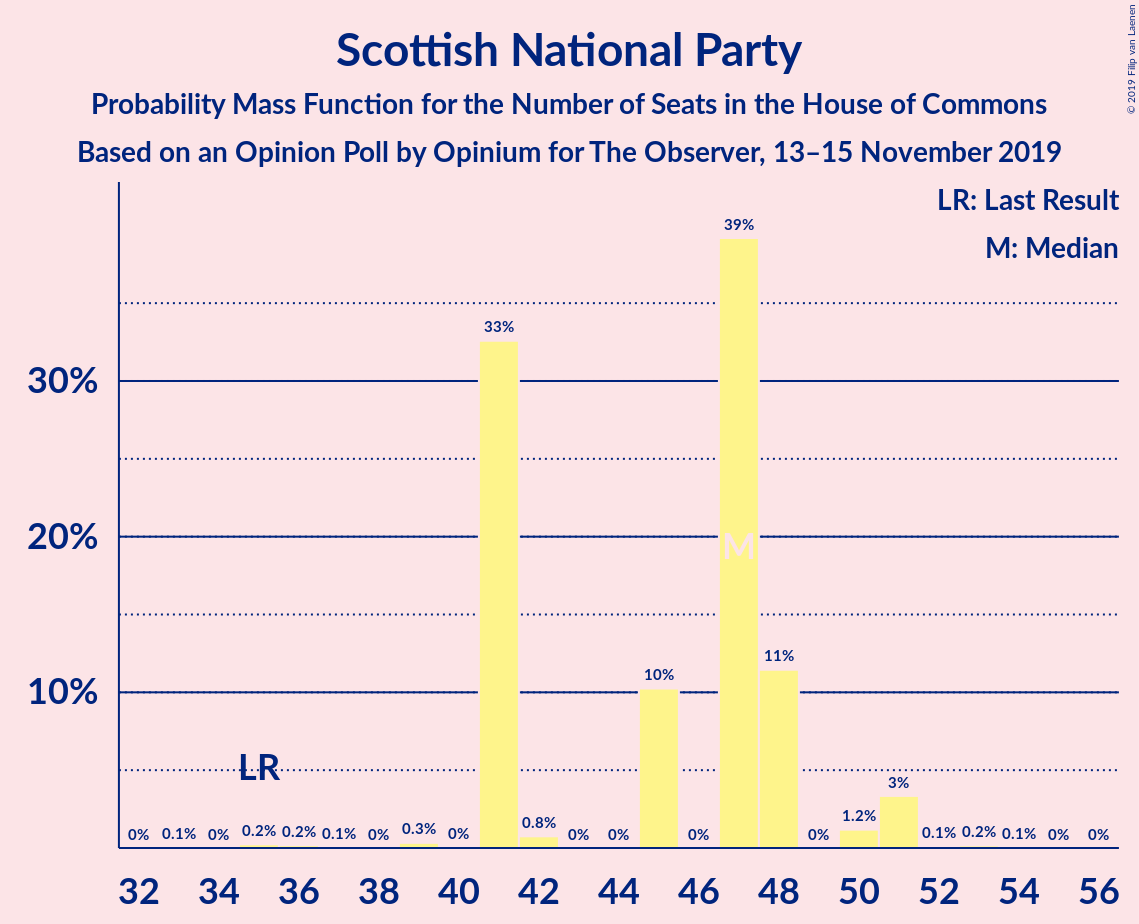 Scottish National Party
Probability Mass Function for the Number of Seats in the House of Commons
Based on an Opinion Poll by Opinium for The Observer, 13–15 November 2019
© 2019 Filip van Laenen
LR: Last Result
M: Median
39%
33%
30%
20%
M
11%
10%
10%
LR
3%
1.2%
0.8%
0% 0.1% 0% 0.2% 0.2% 0.1% 0% 0.3% 0% 0% 0% 0% 0% 0.1% 0.2% 0.1% 0% 0%
32 34 36 38 40 42 44 46 48 50 52 54 56